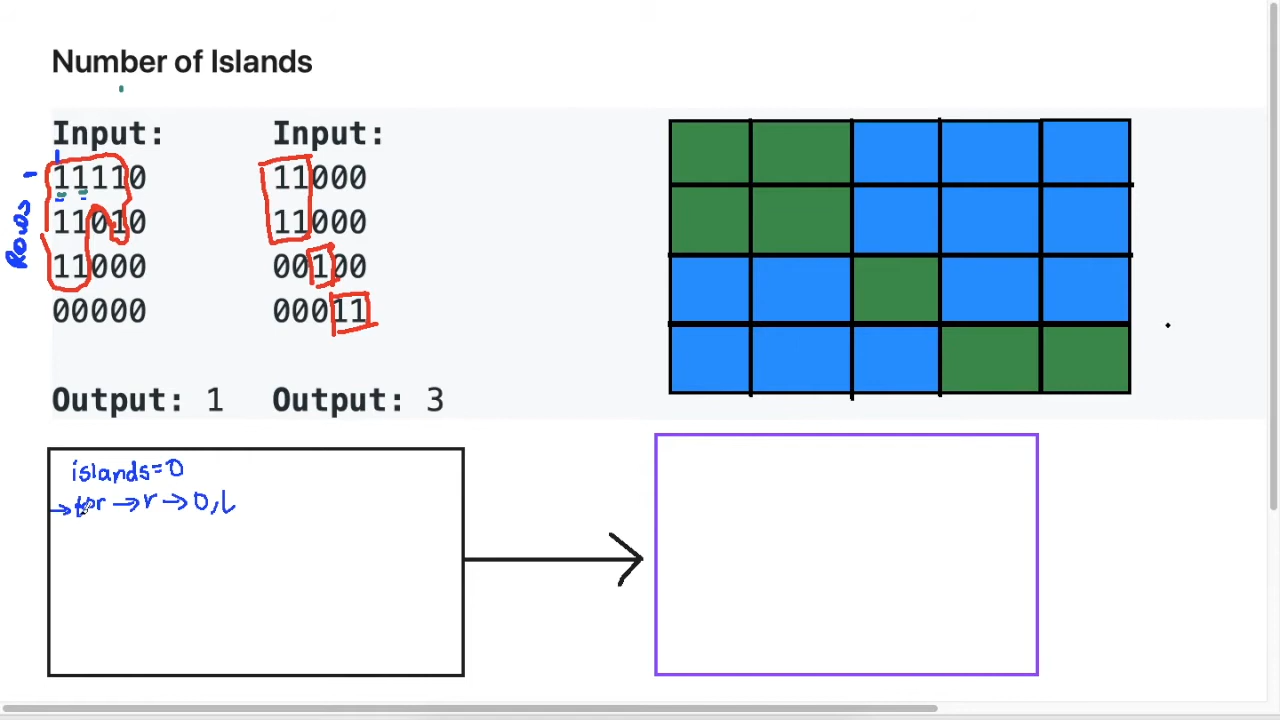 Number of Islands
Input: Input:
11110 11000
11010 11000
11000 00100
00000 00011
Rows
Output: 1 Output: 3
islands=0
→for →r →0,L